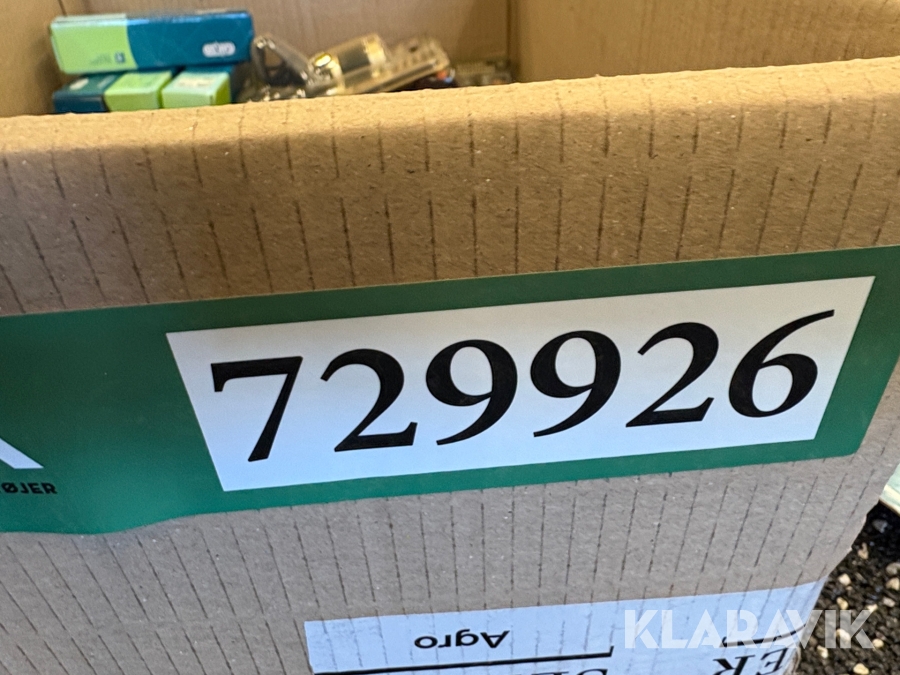 729926
ØJER
Agro
KLARAVIK